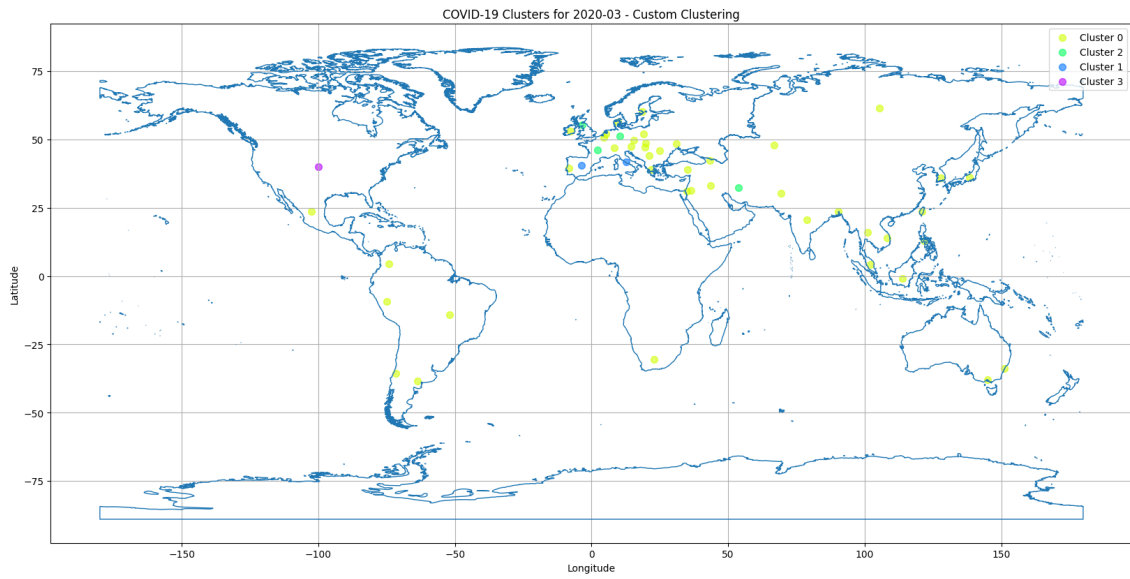 COVID-19 Clusters for 2020-03 - Custom Clustering
Cluster 0
Cluster 2
Cluster 1
Cluster 3
Latitude
75
50
25
0
−25
−50
−75
−150
−100
−50
0
50
100
150
Longitude